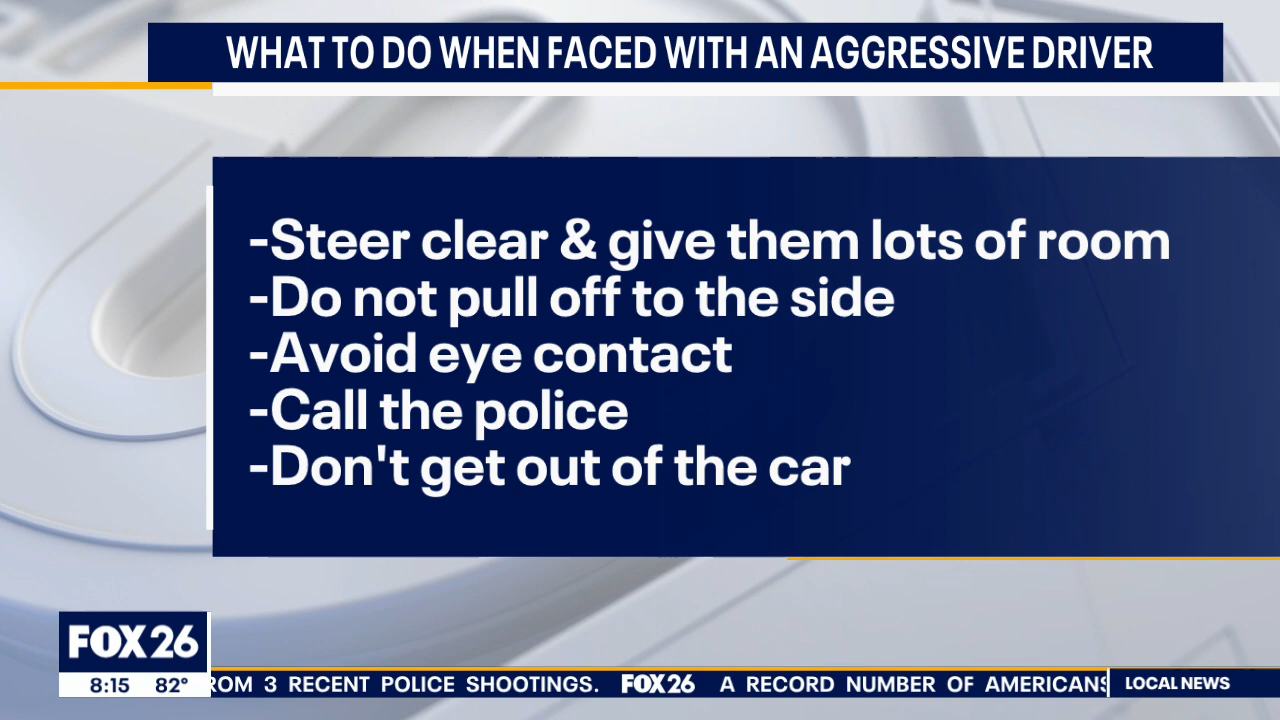 WHAT TO DO WHEN FACED WITH AN AGGRESSIVE DRIVER
-Steer clear & give them lots of room
-Do not pull off to the side
-Avoid eye contact
-Call the police
-Don't get out of the car
FOX 26
8:15 82°
ROM 3 RECENT POLICE SHOOTINGS. FOX 26 A RECORD NUMBER OF AMERICANS
LOCAL NEWS